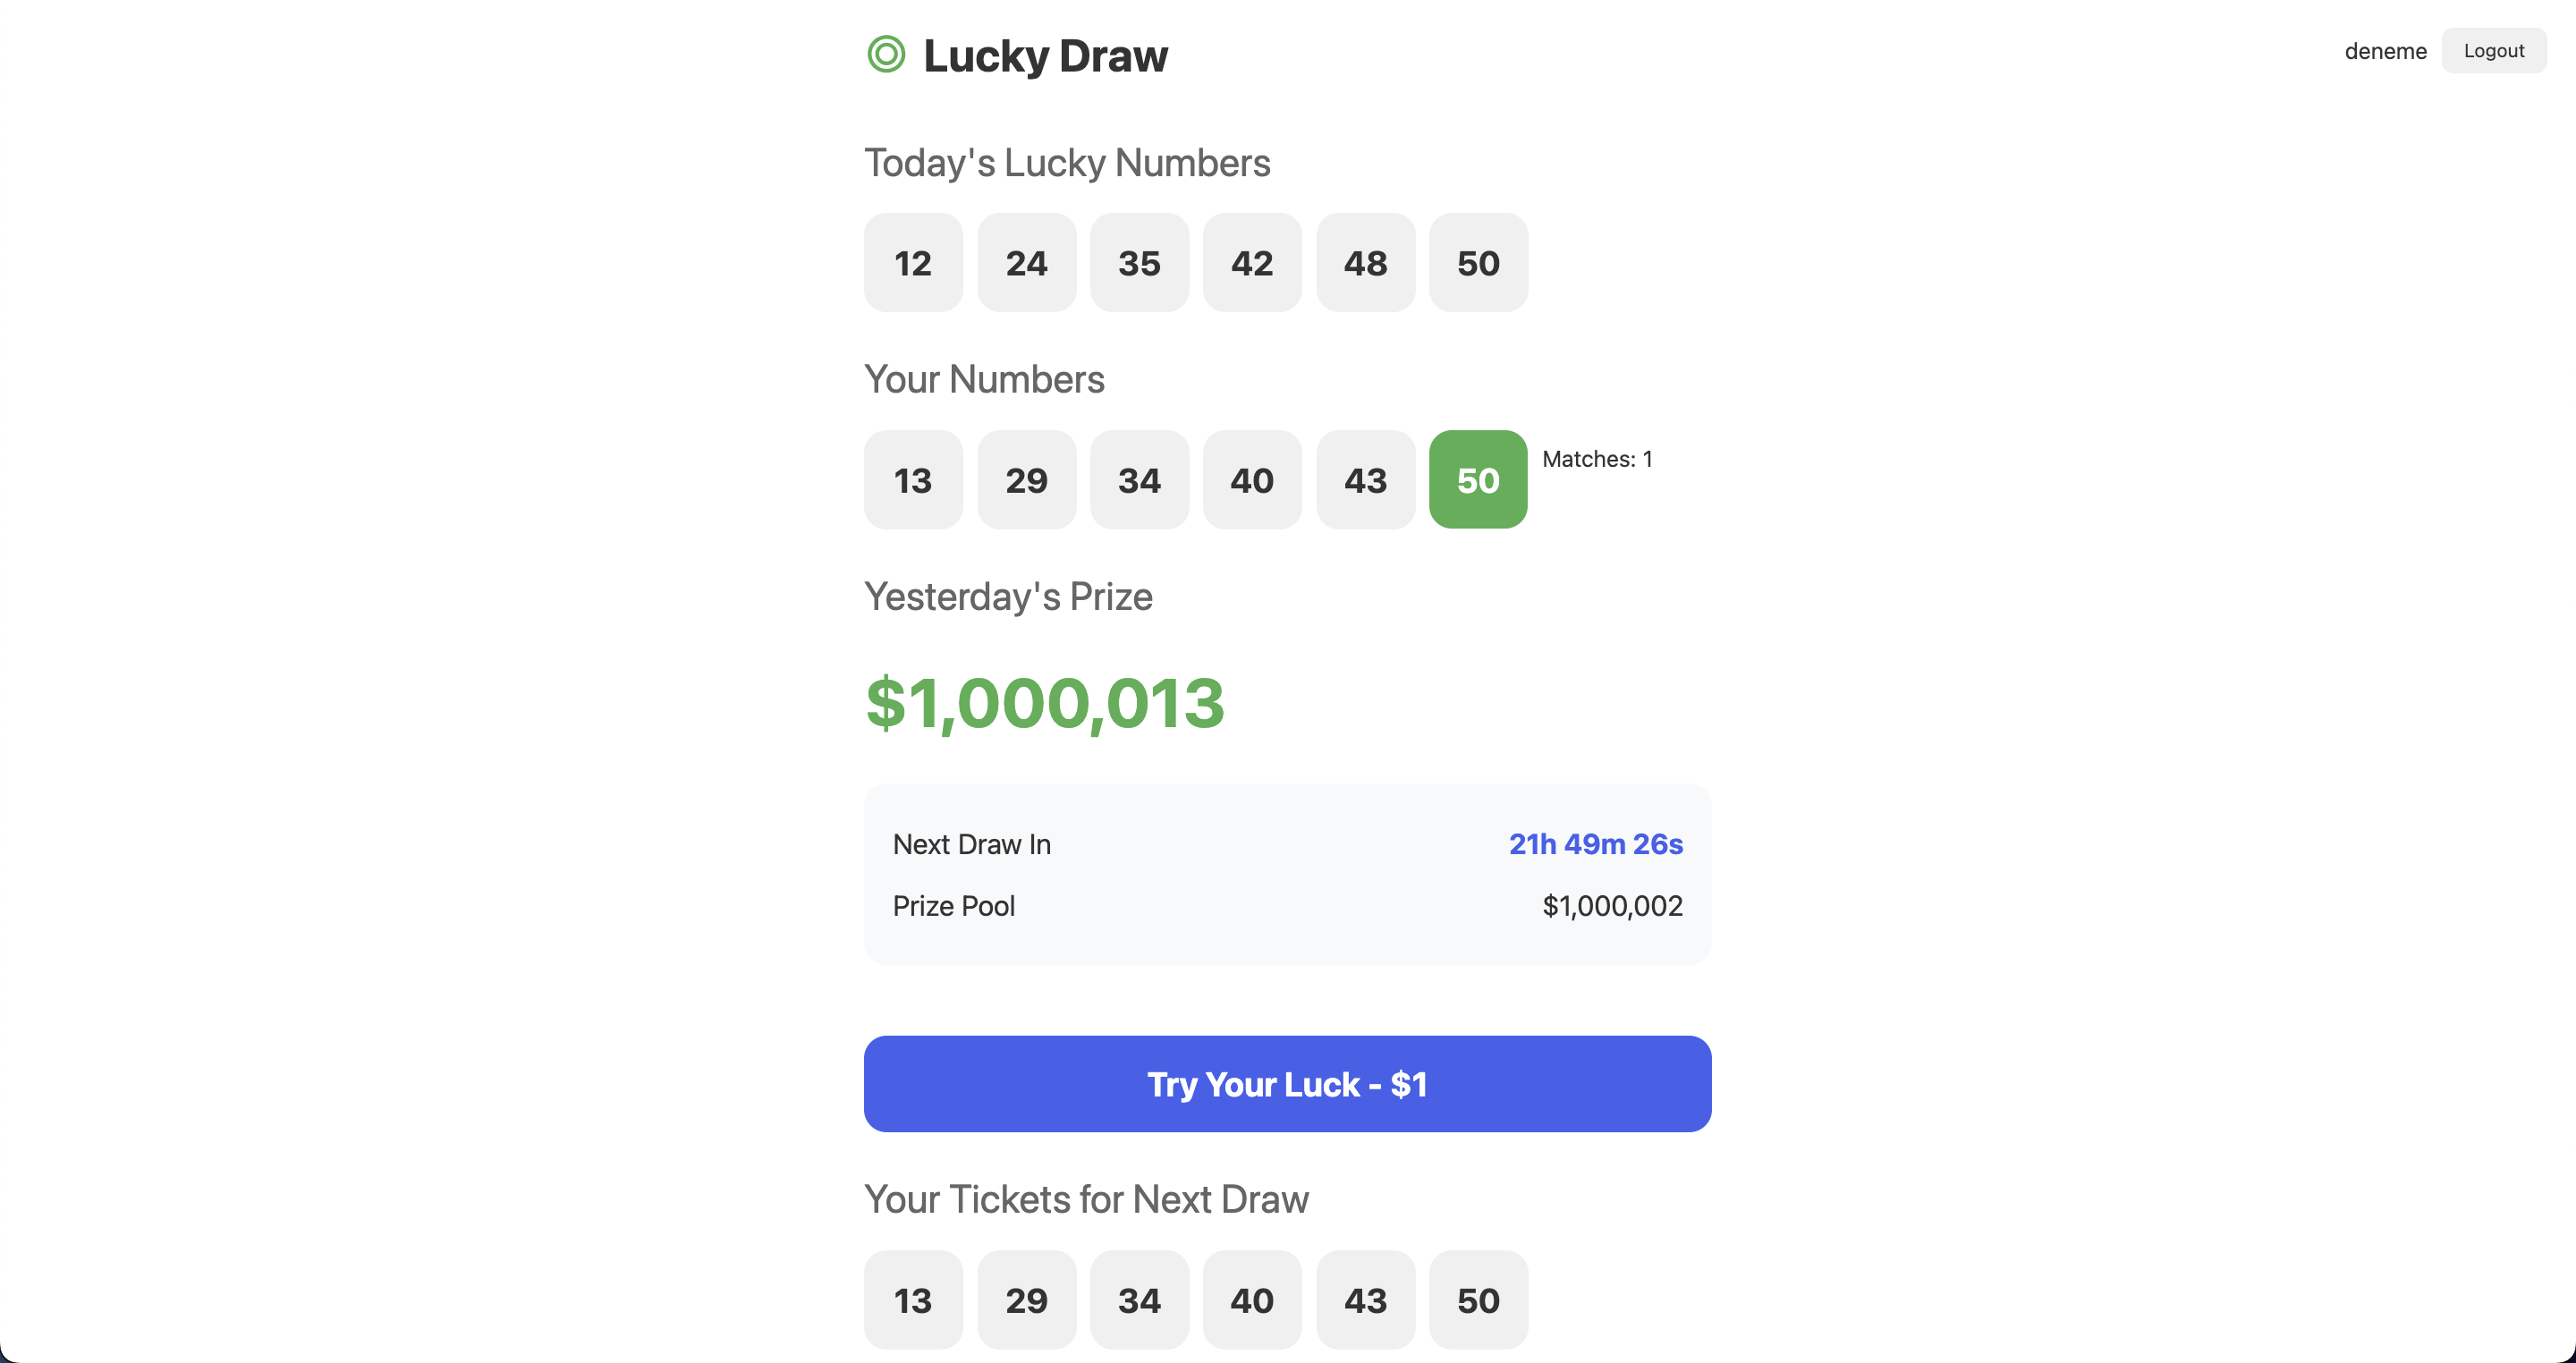 Lucky Draw
deneme Logout
Today's Lucky Numbers
12 24 35 42 48 50
Your Numbers
13 29 34 40 43 50 Matches: 1
Yesterday's Prize
$1,000,013
Next Draw In 21h 49m 26s
Prize Pool $1,000,002
Try Your Luck - $1
Your Tickets for Next Draw
13 29 34 40 43 50